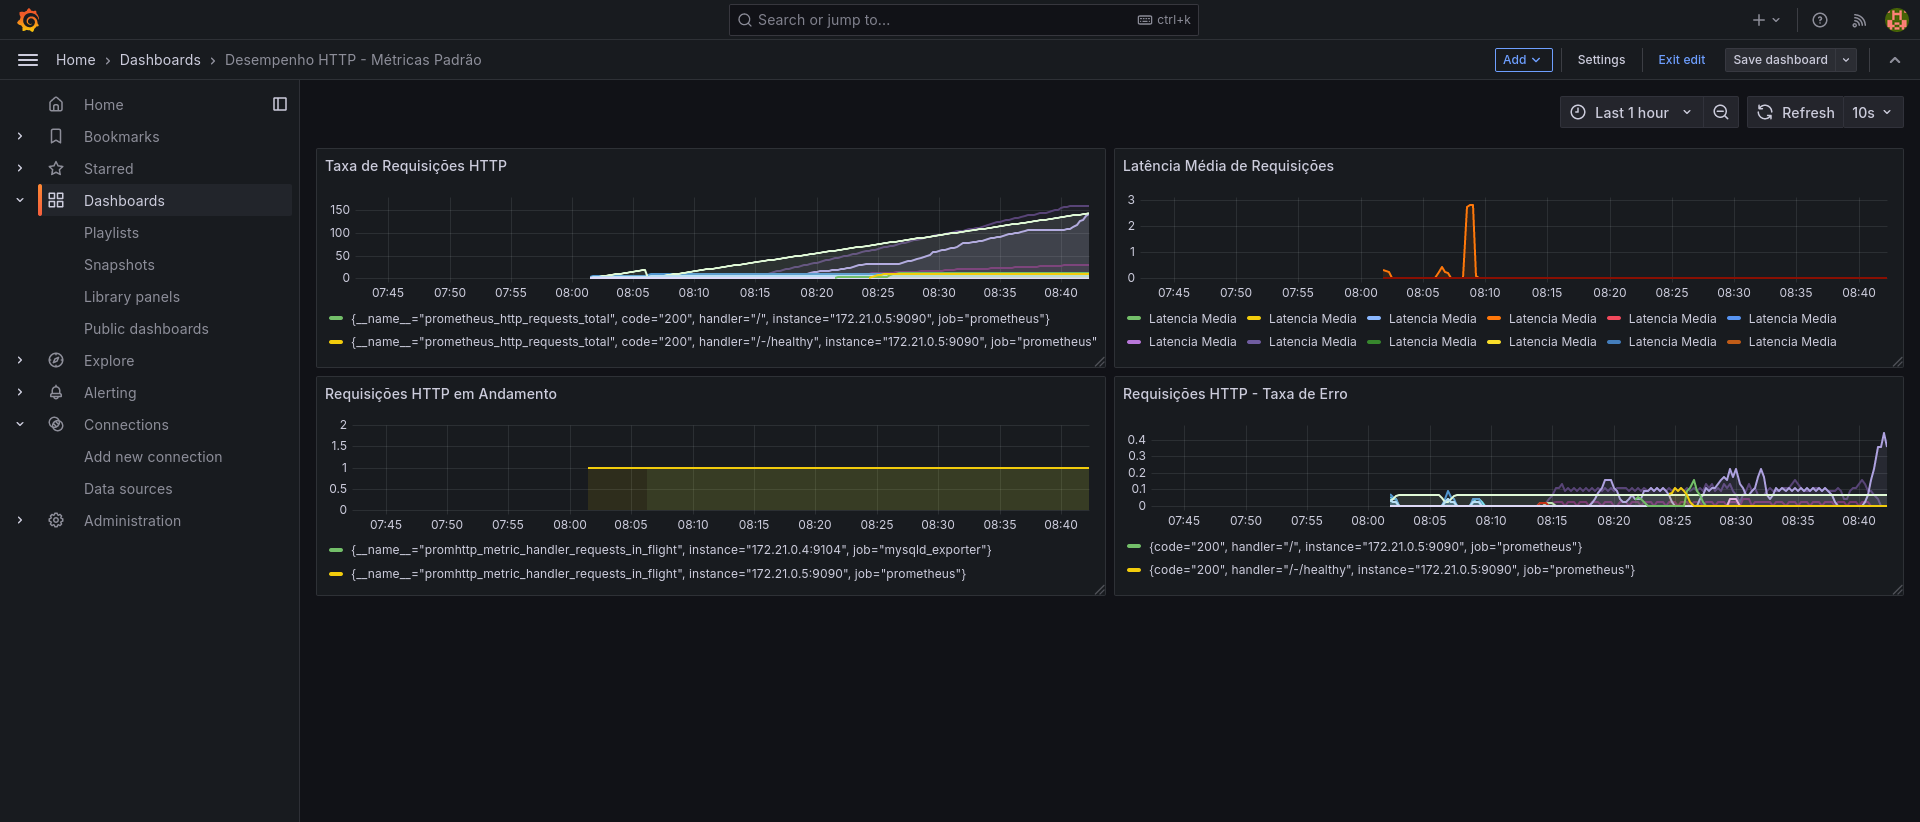 Search or jump to...
ctrl+k
Home › Dashboards › Desempenho HTTP - Métricas Padrão
Add
Settings
Exit edit
Save dashboard
Home
Bookmarks
Starred
Dashboards
Playlists
Snapshots
Library panels
Public dashboards
Explore
Alerting
Connections
Add new connection
Data sources
Administration
Last 1 hour
Refresh
10s
Taxa de Requisições HTTP
150
100
50
0
07:45 07:50 07:55 08:00 08:05 08:10 08:15 08:20 08:25 08:30 08:35 08:40
{__name__="prometheus_http_requests_total", code="200", handler="/", instance="172.21.0.5:9090", job="prometheus"}
{__name__="prometheus_http_requests_total", code="200", handler="/-/healthy", instance="172.21.0.5:9090", job="prometheus"
Latência Média de Requisições
3
2
1
0
07:45 07:50 07:55 08:00 08:05 08:10 08:15 08:20 08:25 08:30 08:35 08:40
Latencia Media Latencia Media Latencia Media Latencia Media Latencia Media Latencia Media
Latencia Media Latencia Media Latencia Media Latencia Media Latencia Media Latencia Media
Requisições HTTP em Andamento
2
1.5
1
0.5
0
07:45 07:50 07:55 08:00 08:05 08:10 08:15 08:20 08:25 08:30 08:35 08:40
{__name__="promhttp_metric_handler_requests_in_flight", instance="172.21.0.4:9104", job="mysqld_exporter"}
{__name__="promhttp_metric_handler_requests_in_flight", instance="172.21.0.5:9090", job="prometheus"}
Requisições HTTP - Taxa de Erro
0.4
0.3
0.2
0.1
0
07:45 07:50 07:55 08:00 08:05 08:10 08:15 08:20 08:25 08:30 08:35 08:40
{code="200", handler="/", instance="172.21.0.5:9090", job="prometheus"}
{code="200", handler="/-/healthy", instance="172.21.0.5:9090", job="prometheus"}